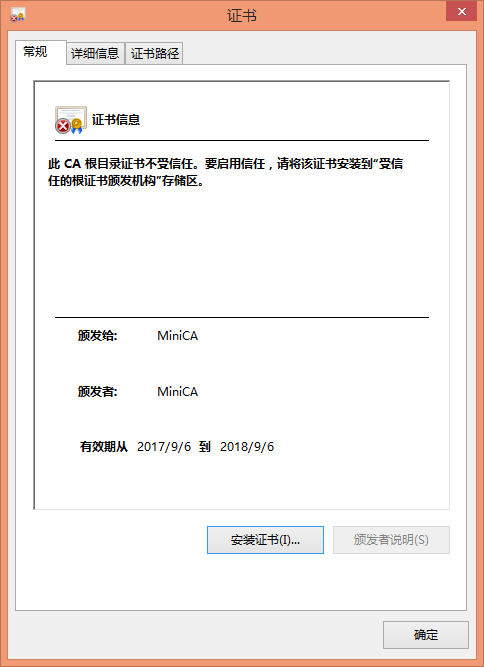 证书
常规
详细信息
证书路径
证书信息
此 CA 根目录证书不受信任。要启用信任，请将该证书安装到“受信
任的根证书颁发机构”存储区。
颁发给: MiniCA
颁发者: MiniCA
有效期从 2017/9/6 到 2018/9/6
安装证书(I)...
颁发者说明(S)
确定